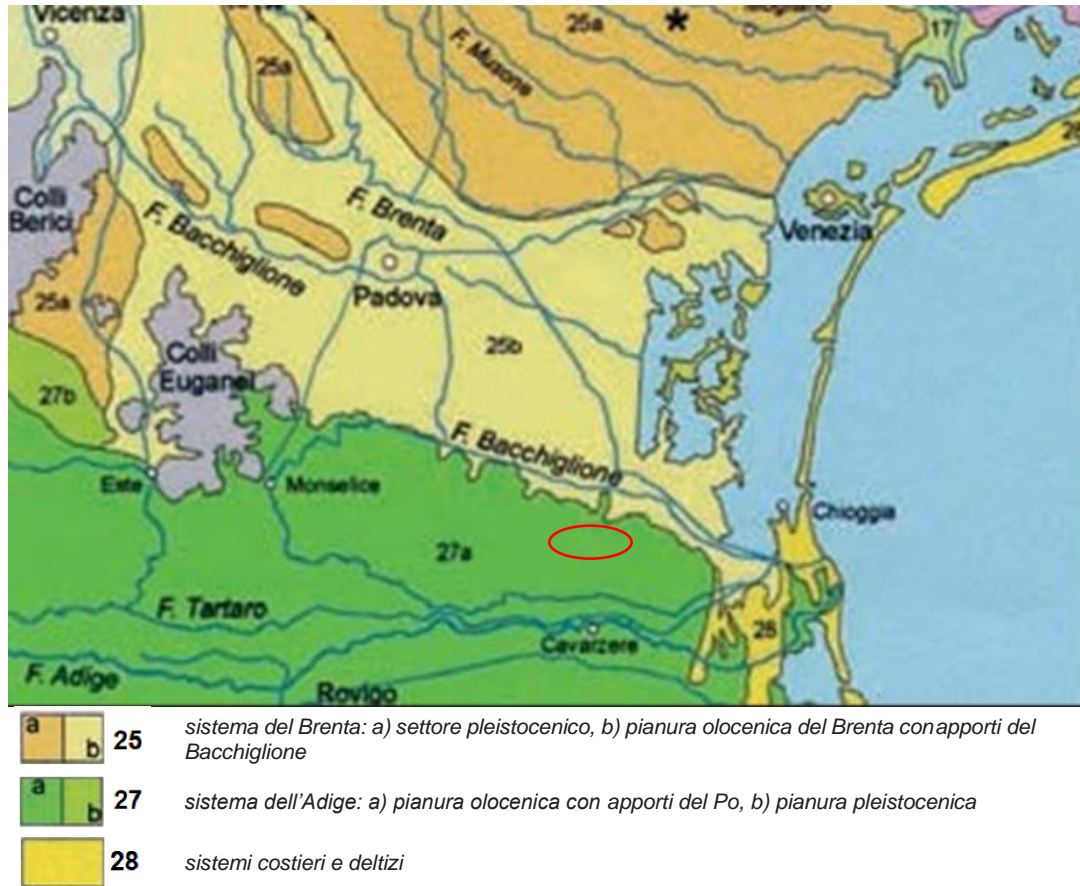 Vicenza
25a
*
17
25a
F. Musone
Colli
Berici
F. Brenta
F. Bacchiglione
Venezia
Padova
25a
25b
Colli
Euganei
27b
F. Bacchiglione
Este
Monselice
Chioggia
27a
F. Tartaro
28
Cavarzere
F. Adige
Rovigo
a b 25 sistema del Brenta: a) settore pleistocenico, b) pianura olocenica del Brenta conapporti del
Bacchiglione
a b 27 sistema dell'Adige: a) pianura olocenica con apporti del Po, b) pianura pleistocenica
28 sistemi costieri e deltizi